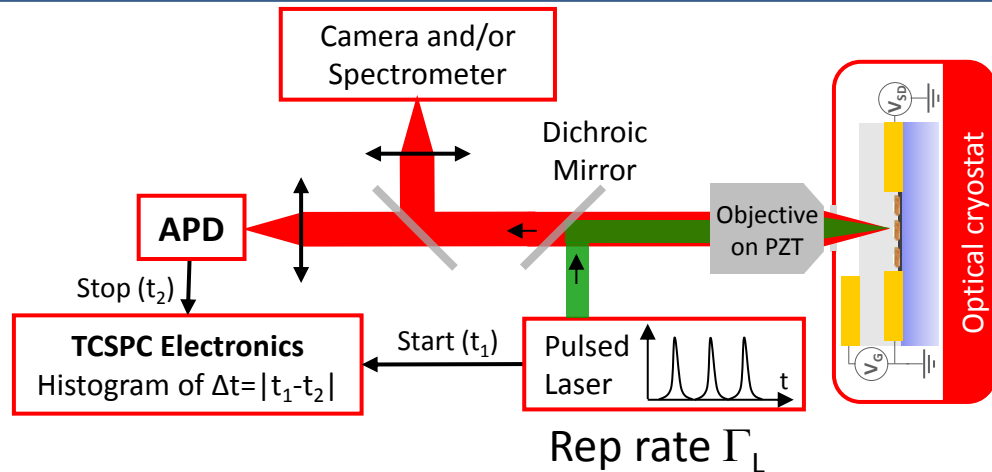 Camera and/or
Spectrometer
Dichroic
Mirror
APD
Objective
on PZT
Optical cryostat
V_SD
V_G
Stop (t₂)
TCSPC Electronics
Histogram of Δt=|t₁-t₂|
Start (t₁)
Pulsed
Laser
t
Rep rate Γ_L